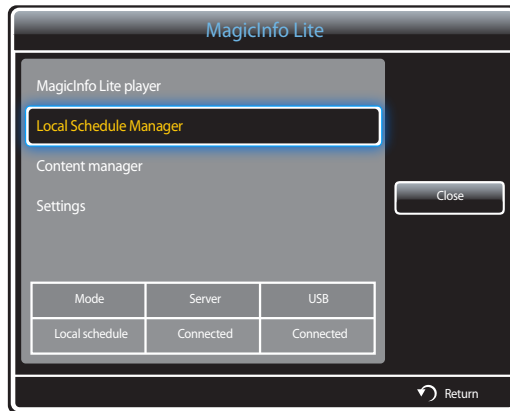 MagicInfo Lite
MagicInfo Lite player
Local Schedule Manager
Content manager
Settings
Close
Mode Server USB
Local schedule Connected Connected
Return